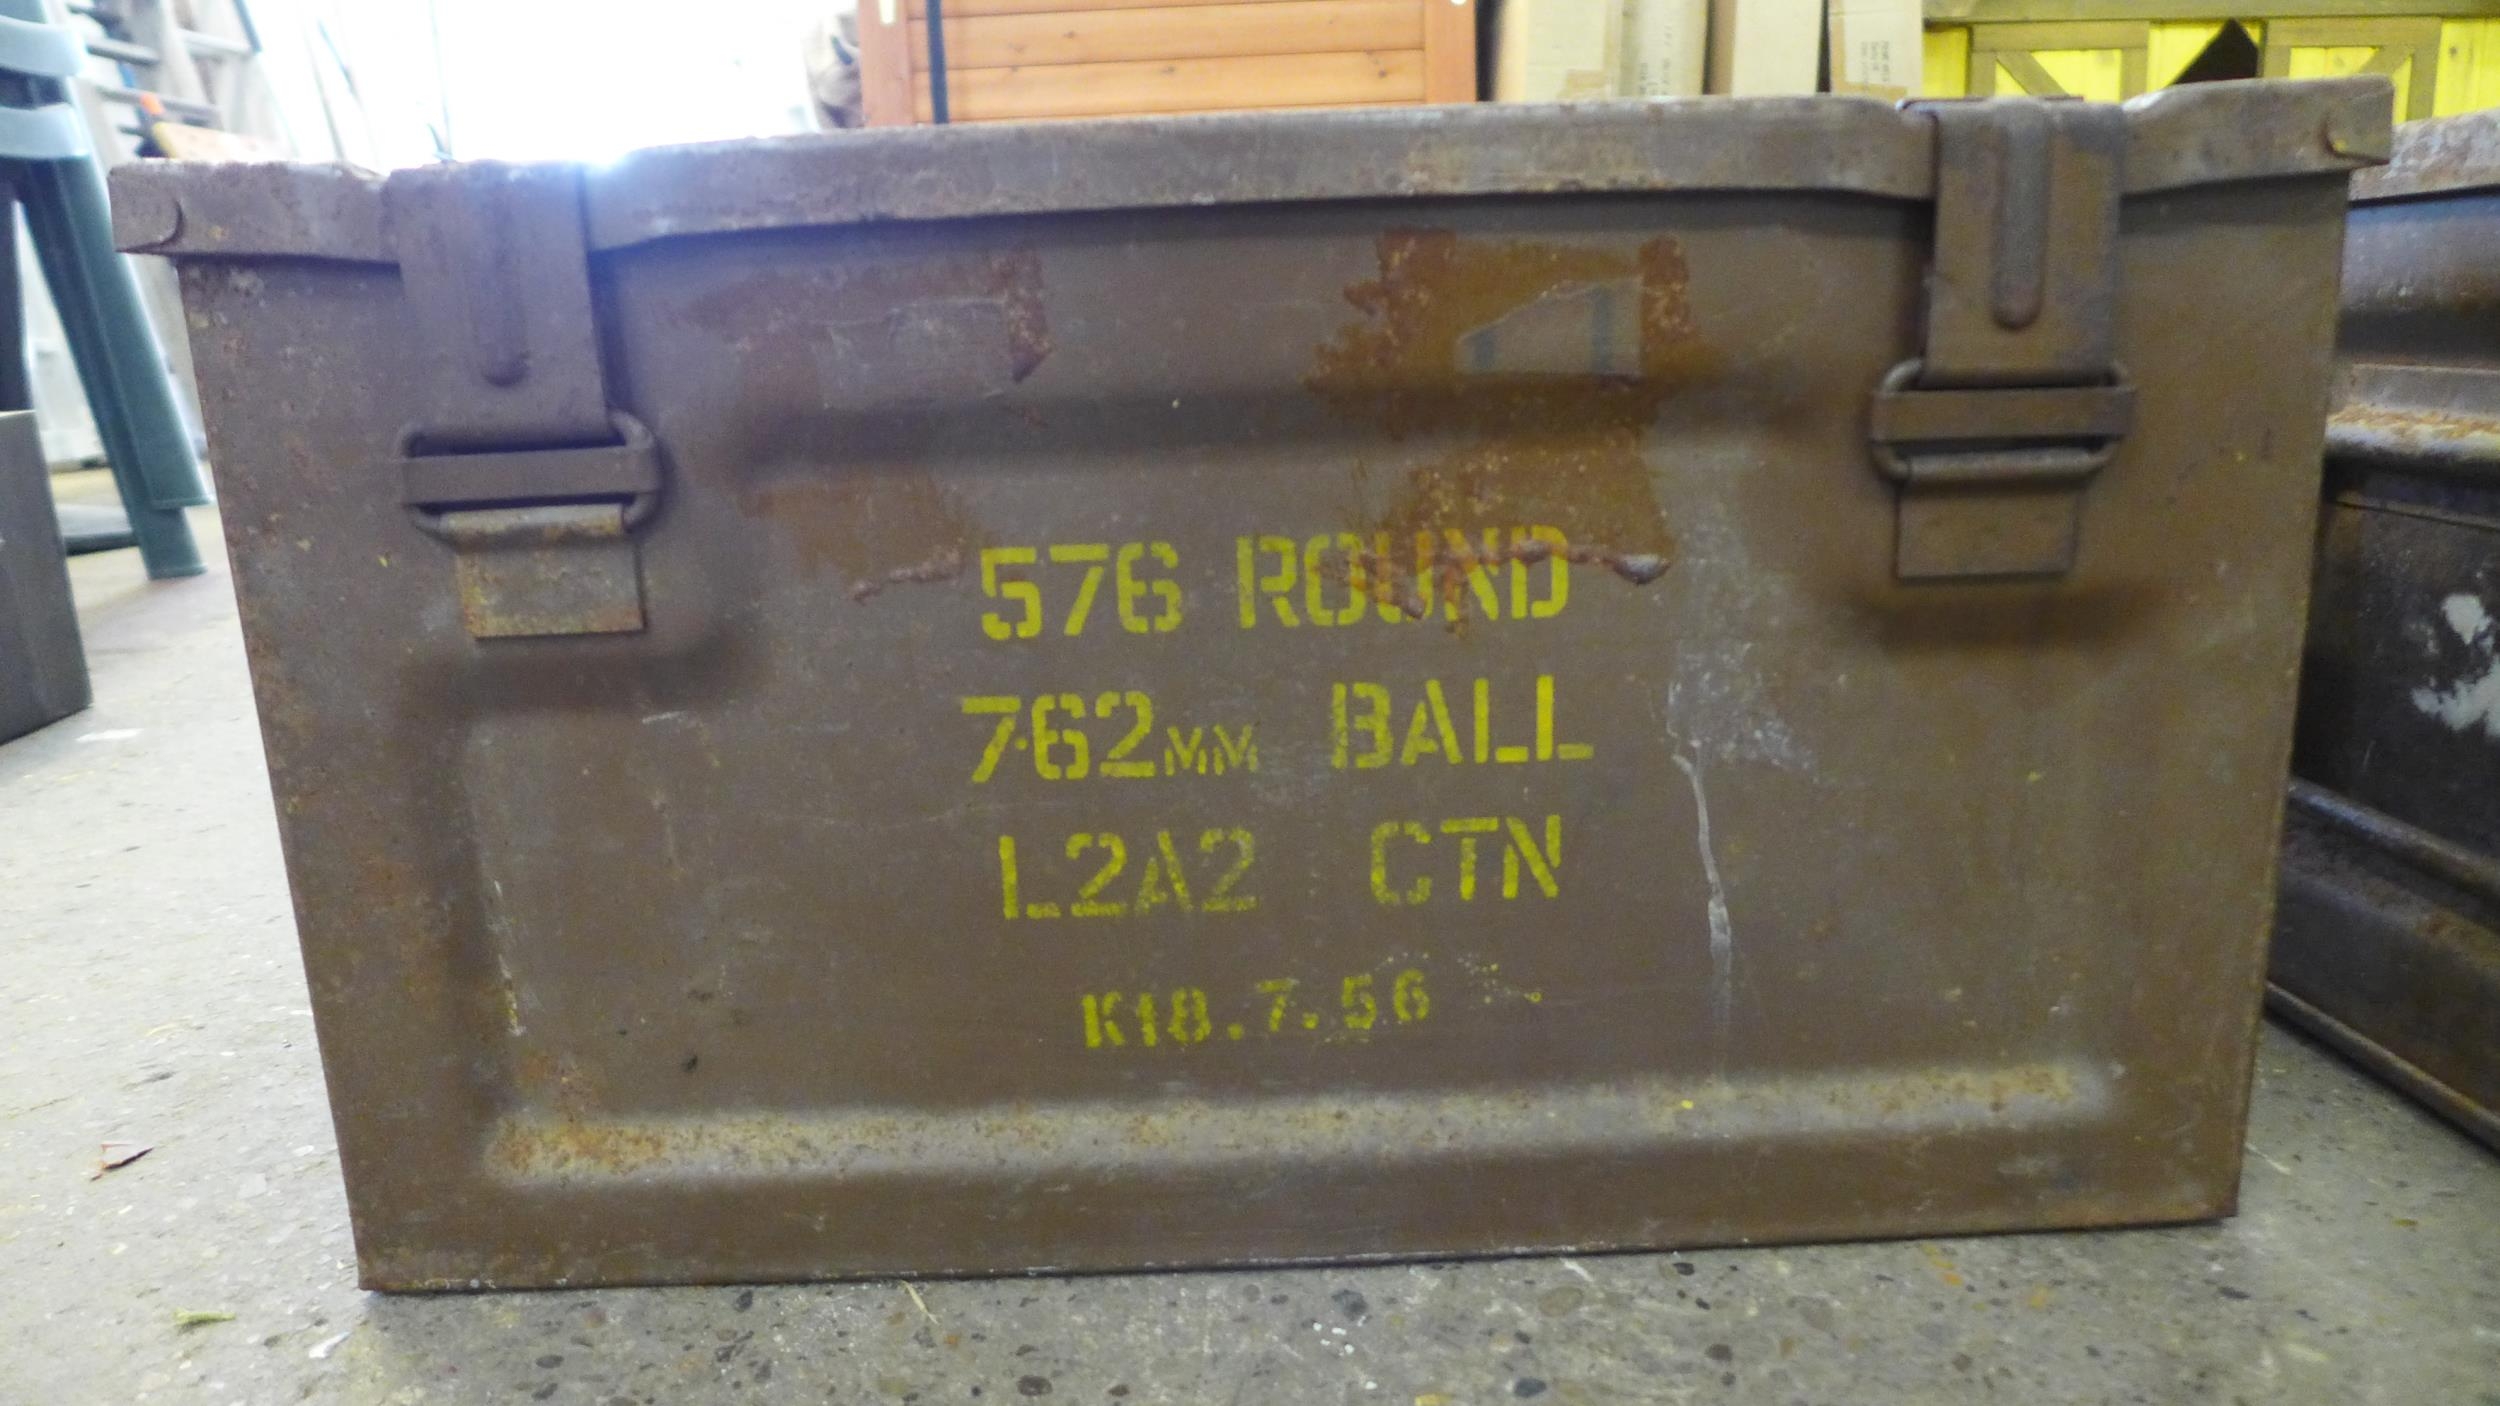 576 ROUND
7.62MM BALL
L2A2 CTN
K18.7.56